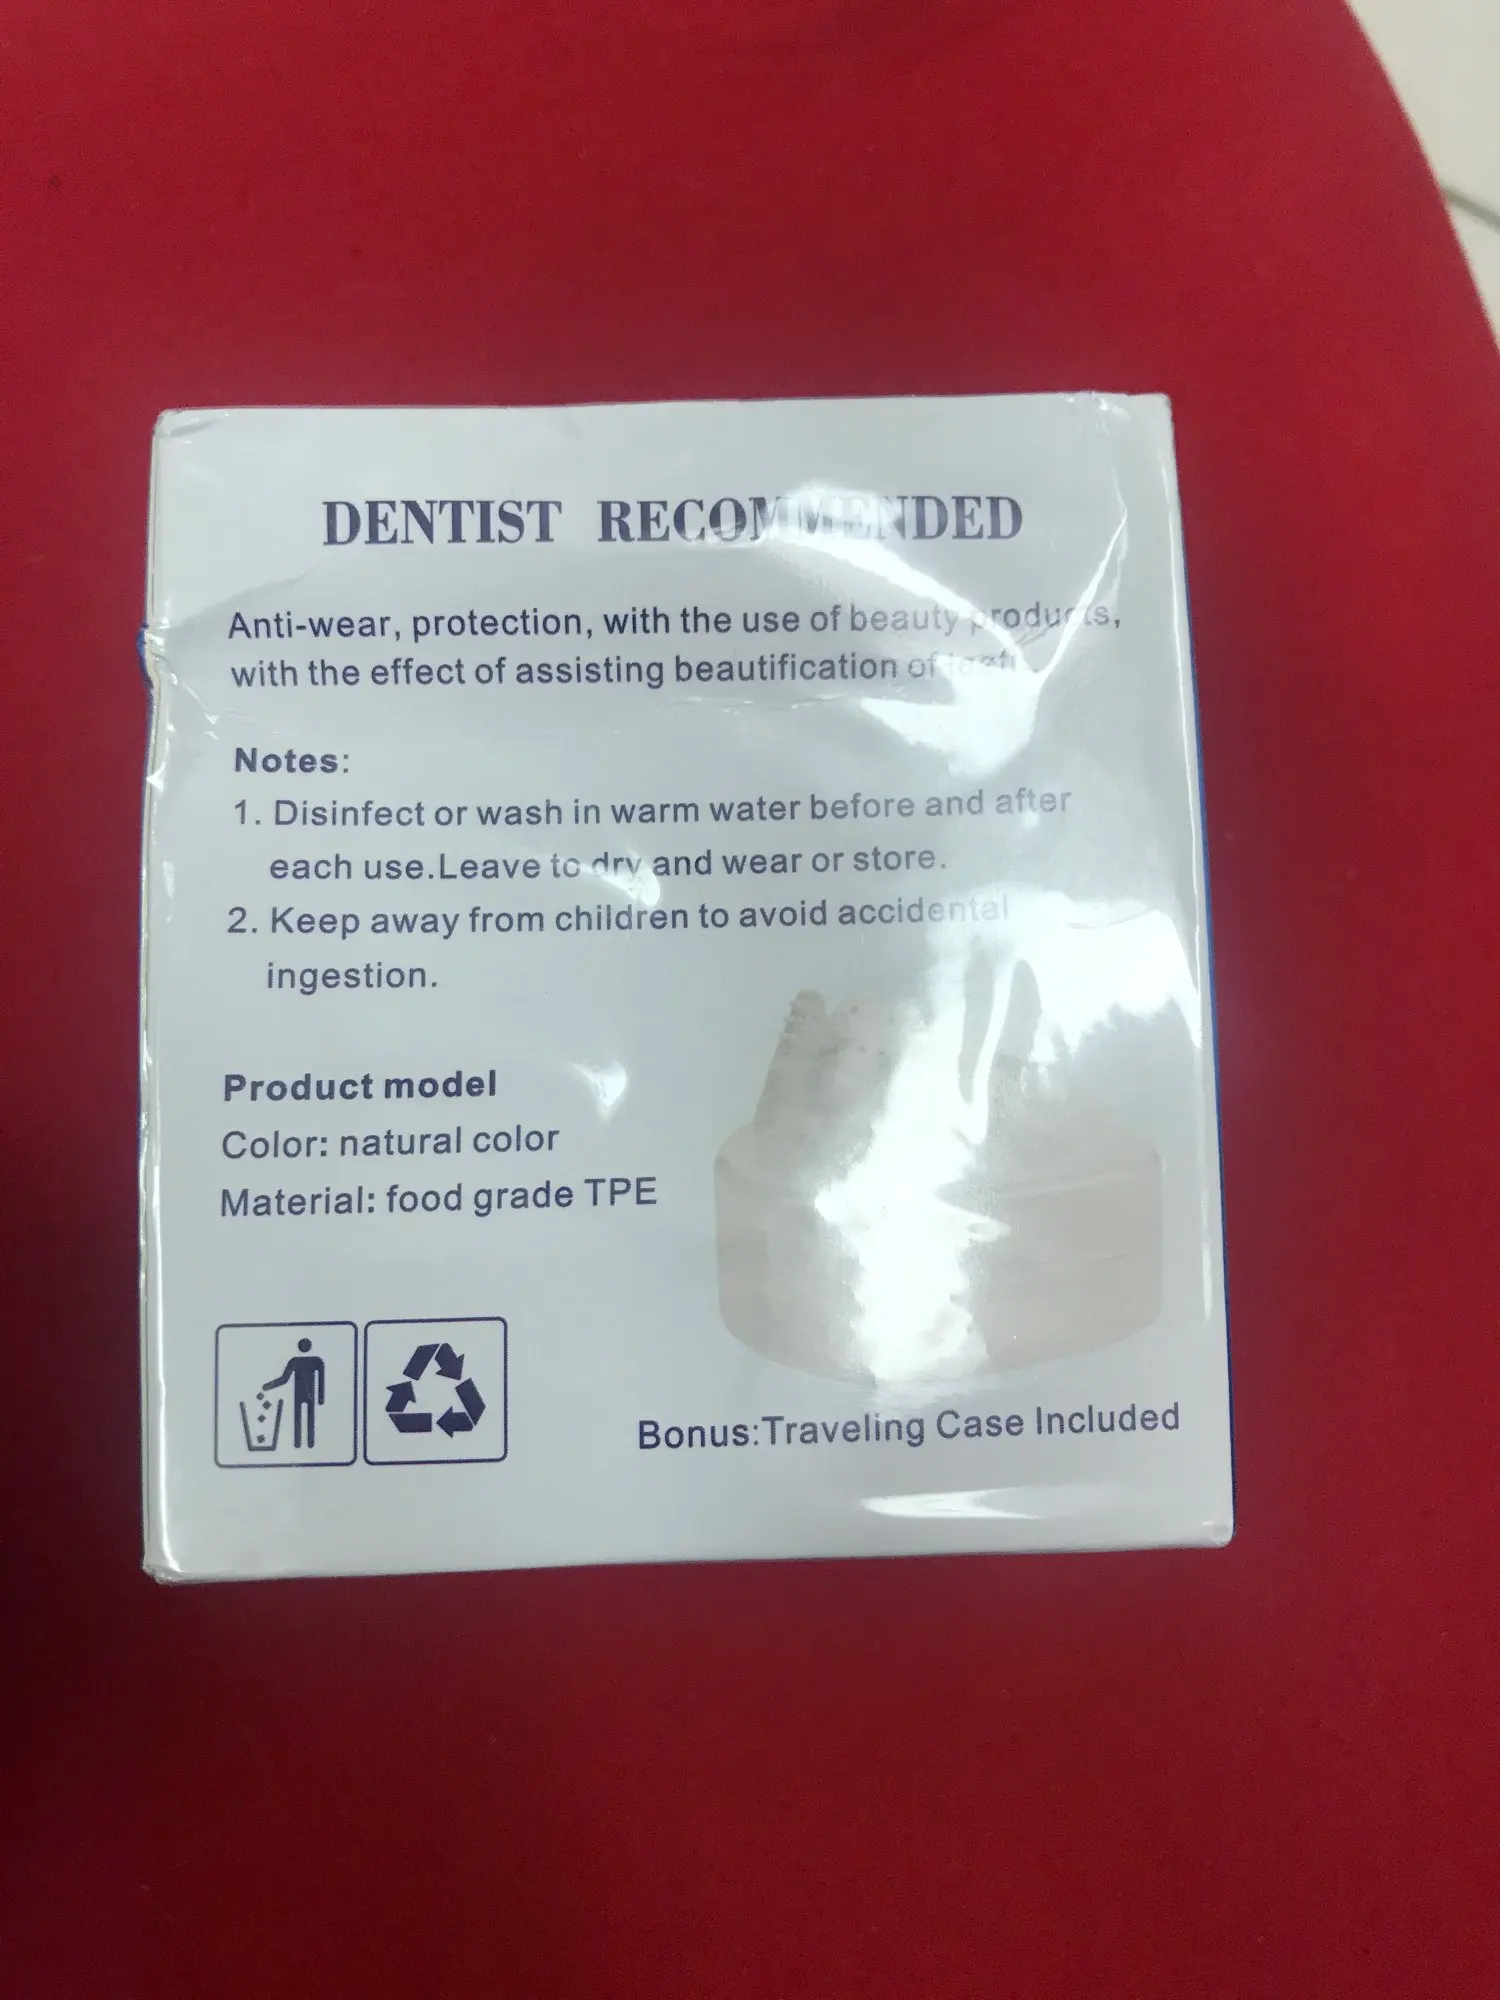 DENTIST RECOMMENDED
Anti-wear, protection, with the use of beauty products,
with the effect of assisting beautification of
Notes:
1. Disinfect or wash in warm water before and after
each use.Leave to dry and wear or store.
2. Keep away from children to avoid accidental
ingestion.
Product model
Color: natural color
Material: food grade TPE
Bonus:Traveling Case Included